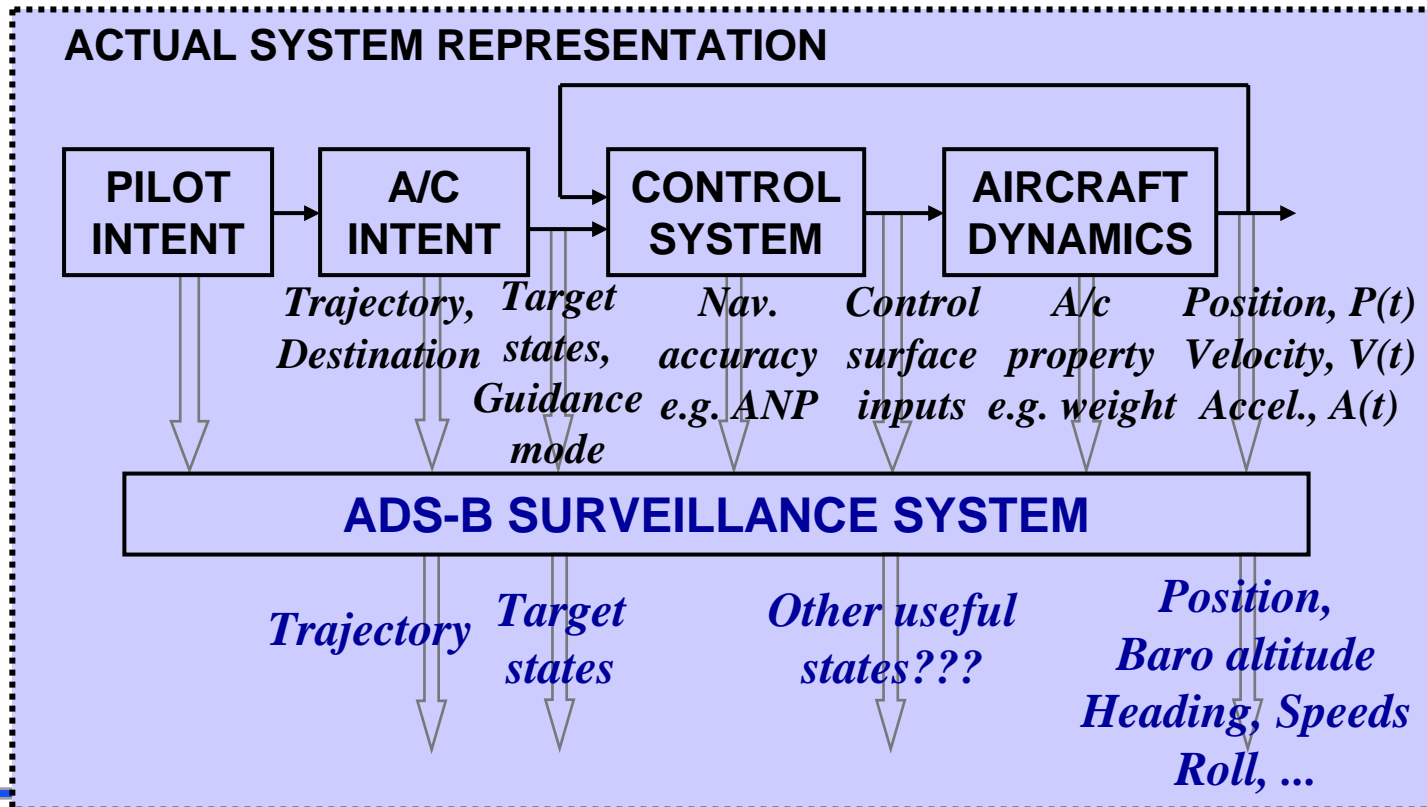 ACTUAL SYSTEM REPRESENTATION
PILOT
INTENT
A/C
INTENT
CONTROL
SYSTEM
AIRCRAFT
DYNAMICS
Trajectory,
Destination
Target
states,
Guidance
mode
Nav.
accuracy
e.g. ANP
Control
surface
inputs
A/c
property
e.g. weight
Position, P(t)
Velocity, V(t)
Accel., A(t)
ADS-B SURVEILLANCE SYSTEM
Trajectory
Target
states
Other useful
states???
Position,
Baro altitude
Heading, Speeds
Roll, ...